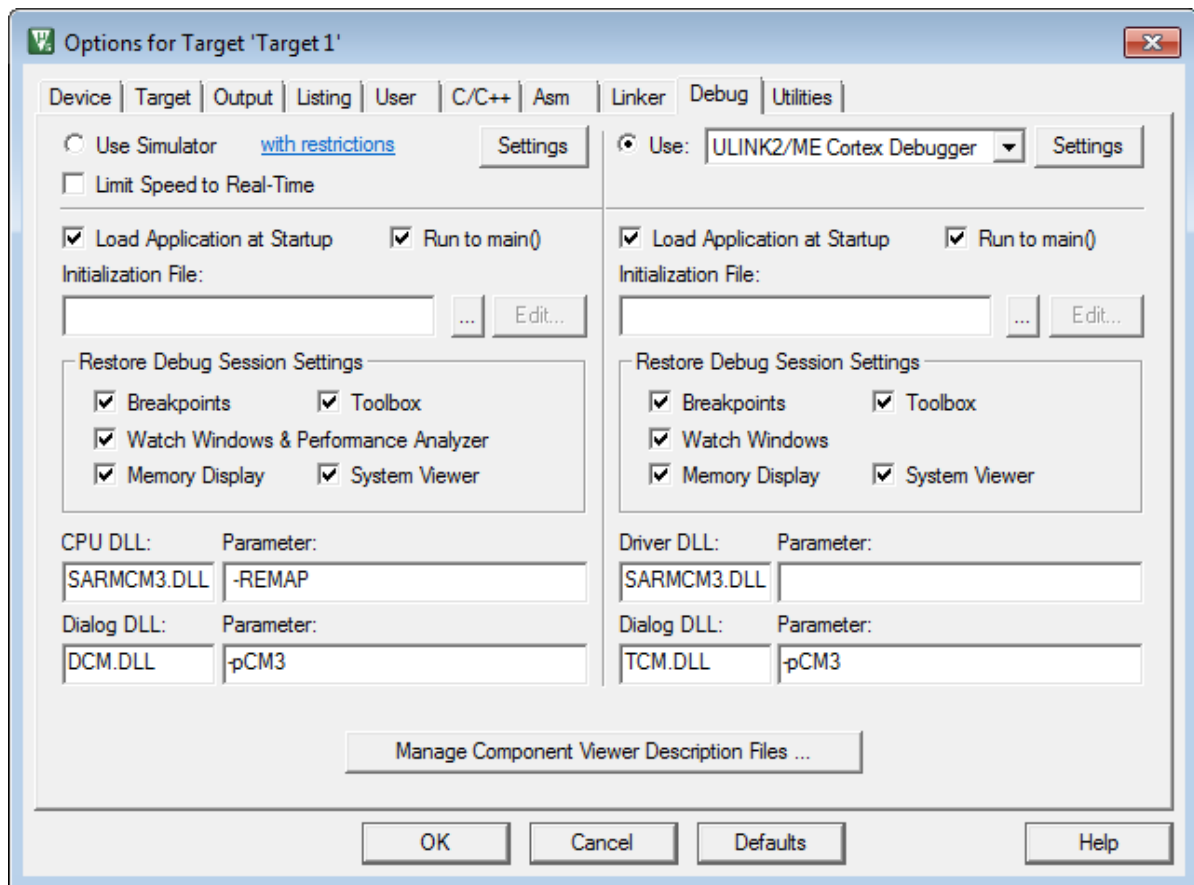 Options for Target 'Target 1'
Device Target Output Listing User C/C++ Asm Linker Debug Utilities
Use Simulator with restrictions Settings
Limit Speed to Real-Time
Load Application at Startup Run to main()
Initialization File:
... Edit...
Restore Debug Session Settings
Breakpoints Toolbox
Watch Windows & Performance Analyzer
Memory Display System Viewer
CPU DLL: Parameter:
SARMCM3.DLL -REMAP
Dialog DLL: Parameter:
DCM.DLL -pCM3
Use: ULINK2/ME Cortex Debugger Settings
Load Application at Startup Run to main()
Initialization File:
... Edit...
Restore Debug Session Settings
Breakpoints Toolbox
Watch Windows
Memory Display System Viewer
Driver DLL: Parameter:
SARMCM3.DLL
Dialog DLL: Parameter:
TCM.DLL -pCM3
Manage Component Viewer Description Files ...
OK Cancel Defaults Help